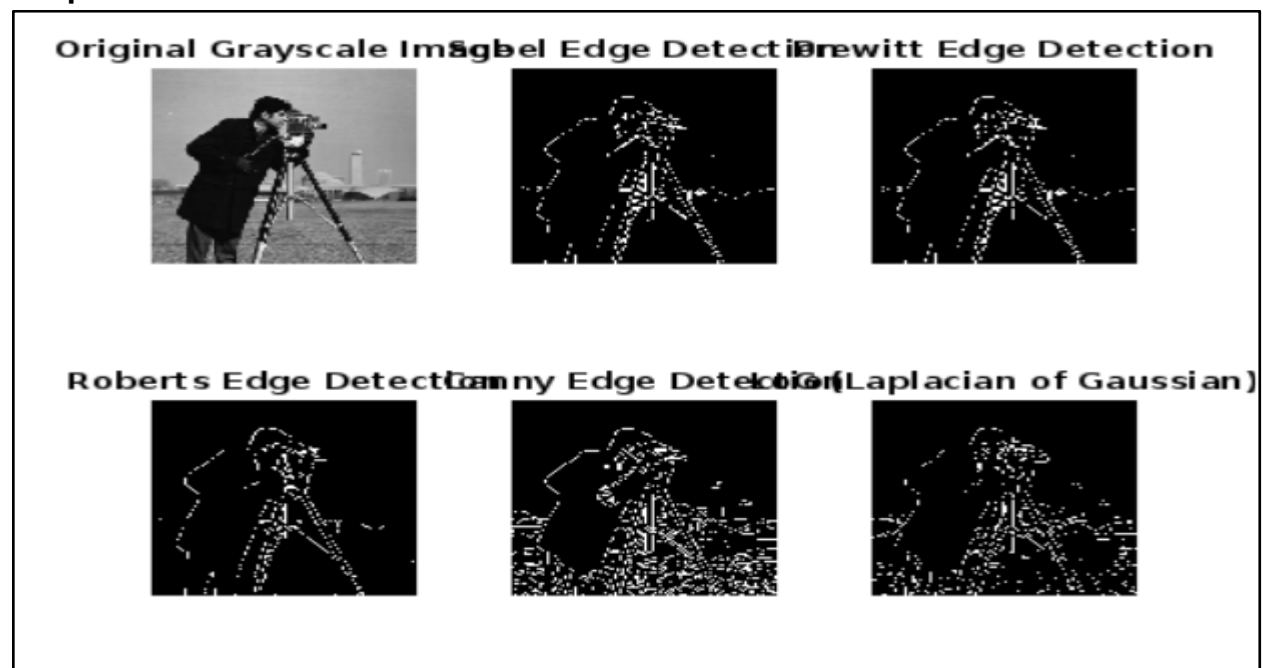 Original Grayscale Image Sobel Edge Detection Prewitt Edge Detection
Roberts Edge Detection Canny Edge Detection LoG (Laplacian of Gaussian)